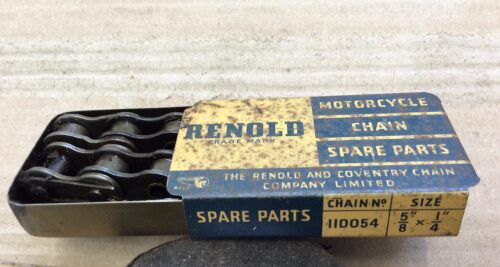 RENOLD
TRADE MARK
MOTORCYCLE
CHAIN
SPARE PARTS
THE RENOLD AND COVENTRY CHAIN
COMPANY LIMITED
SPARE PARTS
CHAIN Nº SIZE
110054 5/8" × 1/4"